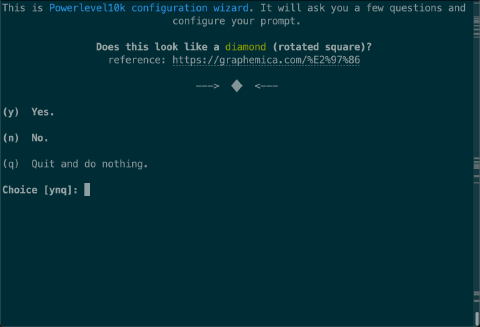 This is Powerlevel10k configuration wizard. It will ask you a few questions and
configure your prompt.
Does this look like a diamond (rotated square)?
reference: https://graphemica.com/%E2%97%86
---> ◆ <---
(y) Yes.
(n) No.
(q) Quit and do nothing.
Choice [ynq]: